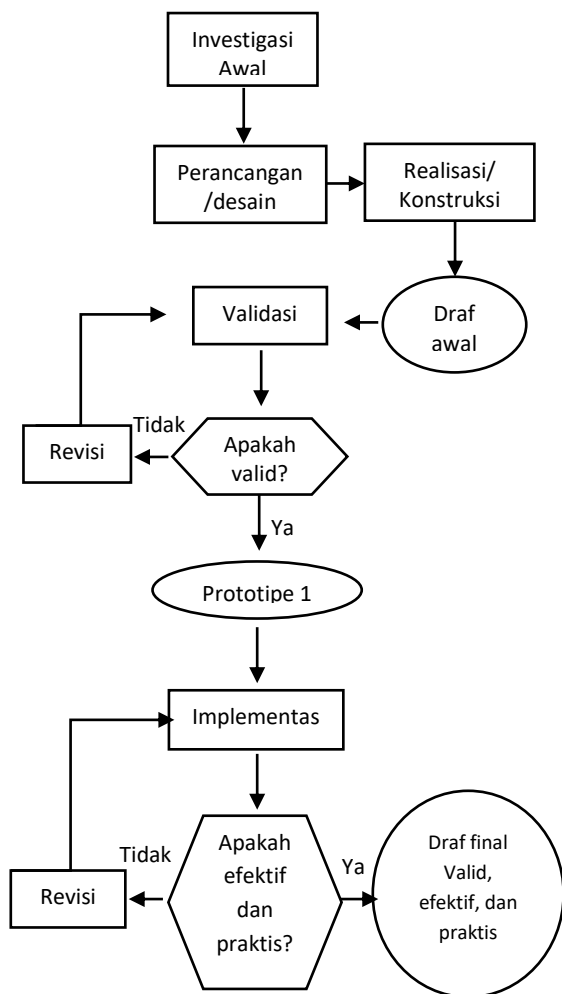 Investigasi
Awal
Perancangan
/desain
Realisasi/
Konstruksi
Draf
awal
Validasi
Tidak
Revisi
Apakah
valid?
Ya
Prototipe 1
Implementas
Tidak
Revisi
Apakah
efektif
dan
praktis?
Ya
Draf final
Valid,
efektif, dan
praktis